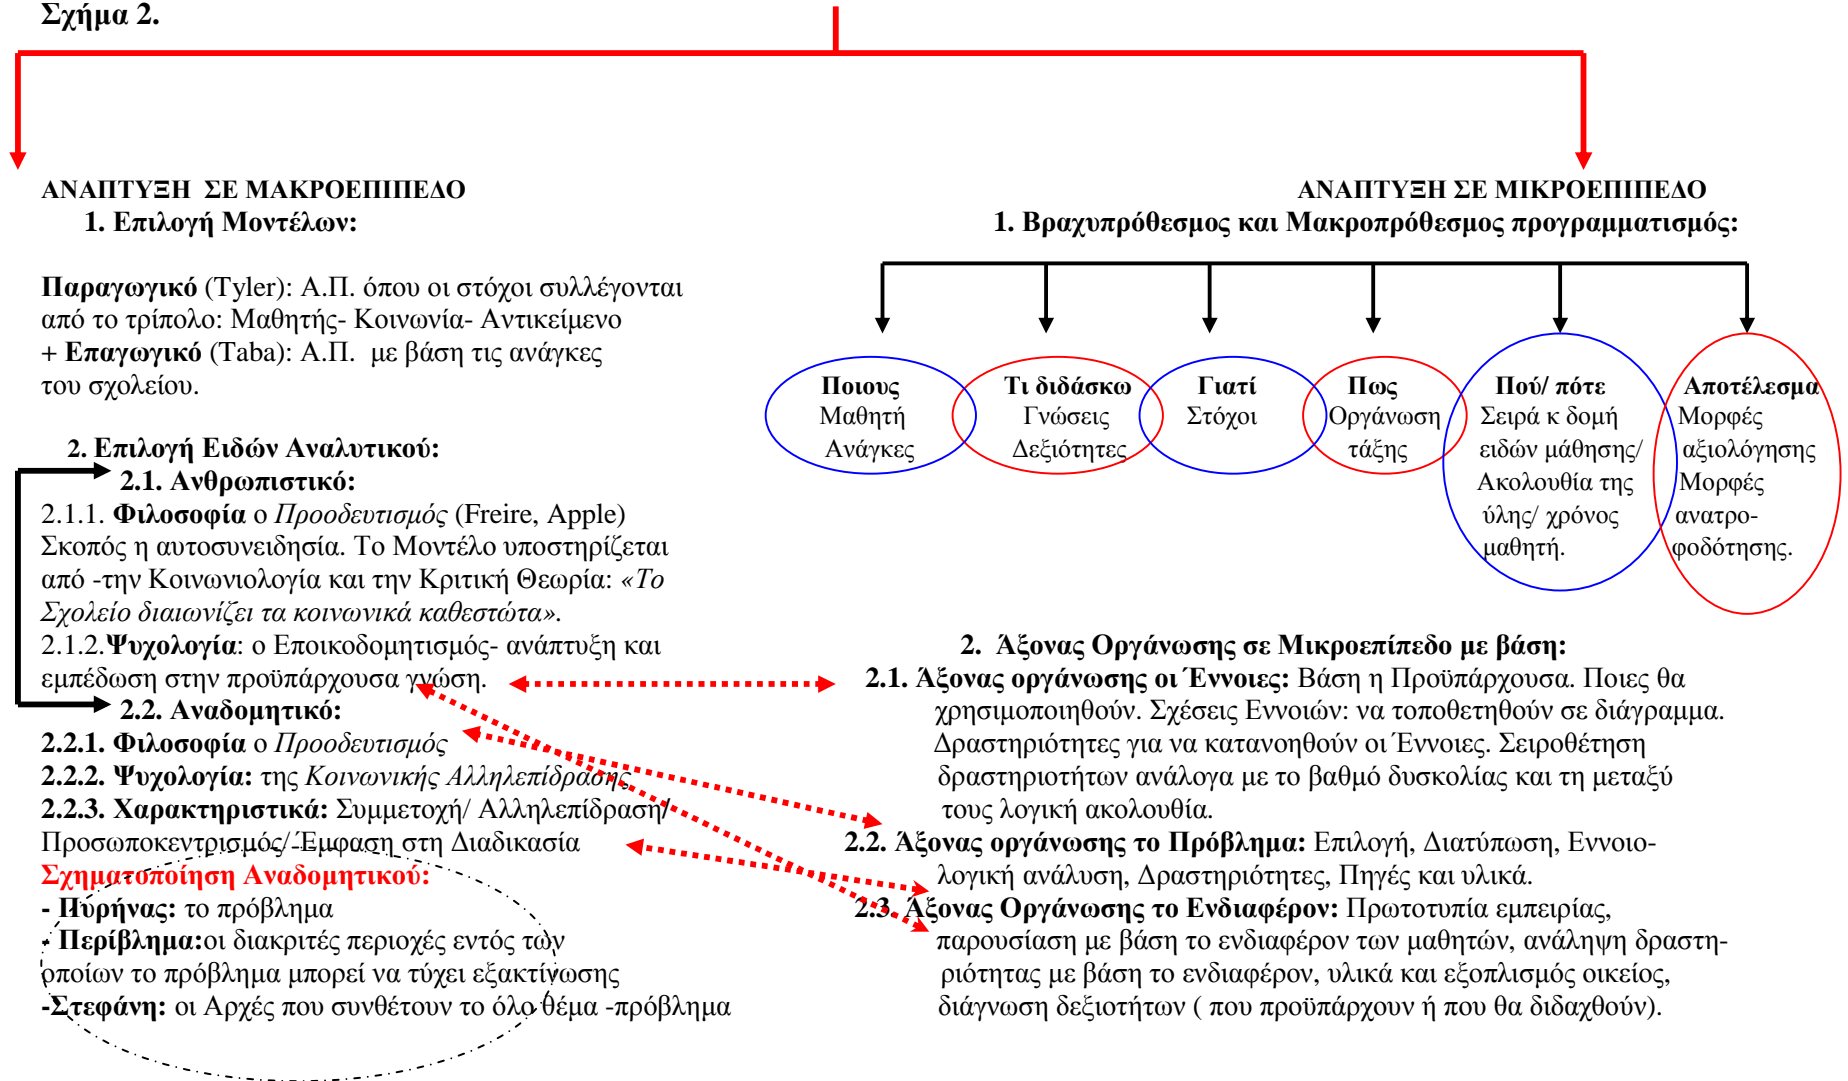 Σχήμα 2.
ΑΝΑΠΤΥΞΗ ΣΕ ΜΑΚΡΟΕΠΙΠΕΔΟ
1. Επιλογή Μοντέλων:
Παραγωγικό (Tyler): Α.Π. όπου οι στόχοι συλλέγονται
από το τρίπολο: Μαθητής- Κοινωνία- Αντικείμενο
+ Επαγωγικό (Taba): Α.Π. με βάση τις ανάγκες
του σχολείου.
2. Επιλογή Ειδών Αναλυτικού:
2.1. Ανθρωπιστικό:
2.1.1. Φιλοσοφία ο Προοδευτισμός (Freire, Apple)
Σκοπός η αυτοσυνειδησία. Το Μοντέλο υποστηρίζεται
από -την Κοινωνιολογία και την Κριτική Θεωρία: «Το
Σχολείο διαιωνίζει τα κοινωνικά καθεστώτα».
2.1.2.Ψυχολογία: ο Εποικοδομητισμός- ανάπτυξη και
εμπέδωση στην προϋπάρχουσα γνώση.
2.2. Αναδομητικό:
2.2.1. Φιλοσοφία ο Προοδευτισμός
2.2.2. Ψυχολογία: της Κοινωνικής Αλληλεπίδρασης
2.2.3. Χαρακτηριστικά: Συμμετοχή/ Αλληλεπίδραση/
Προσωποκεντρισμός/ Έμφαση στη Διαδικασία
Σχηματοποίηση Αναδομητικού:
- Πυρήνας: το πρόβλημα
- Περίβλημα:οι διακριτές περιοχές εντός των
οποίων το πρόβλημα μπορεί να τύχει εξακτίνωσης
-Στεφάνη: οι Αρχές που συνθέτουν το όλο θέμα -πρόβλημα
ΑΝΑΠΤΥΞΗ ΣΕ ΜΙΚΡΟΕΠΙΠΕΔΟ
1. Βραχυπρόθεσμος και Μακροπρόθεσμος προγραμματισμός:
Ποιους
Μαθητή
Ανάγκες
Τι διδάσκω
Γνώσεις
Δεξιότητες
Γιατί
Στόχοι
Πως
Οργάνωση
τάξης
Πού/ πότε
Σειρά κ δομή
ειδών μάθησης/
Ακολουθία της
ύλης/ χρόνος
μαθητή.
Αποτέλεσμα
Μορφές
αξιολόγησης
Μορφές
ανατρο-
φοδότησης.
2. Άξονας Οργάνωσης σε Μικροεπίπεδο με βάση:
2.1. Άξονας οργάνωσης οι Έννοιες: Βάση η Προϋπάρχουσα. Ποιες θα
χρησιμοποιηθούν. Σχέσεις Εννοιών: να τοποθετηθούν σε διάγραμμα.
Δραστηριότητες για να κατανοηθούν οι Έννοιες. Σειροθέτηση
δραστηριοτήτων ανάλογα με το βαθμό δυσκολίας και τη μεταξύ
τους λογική ακολουθία.
2.2. Άξονας οργάνωσης το Πρόβλημα: Επιλογή, Διατύπωση, Εννοιο-
λογική ανάλυση, Δραστηριότητες, Πηγές και υλικά.
2.3. Άξονας Οργάνωσης το Ενδιαφέρον: Πρωτοτυπία εμπειρίας,
παρουσίαση με βάση το ενδιαφέρον των μαθητών, ανάληψη δραστη-
ριότητας με βάση το ενδιαφέρον, υλικά και εξοπλισμός οικείος,
διάγνωση δεξιοτήτων ( που προϋπάρχουν ή που θα διδαχθούν).